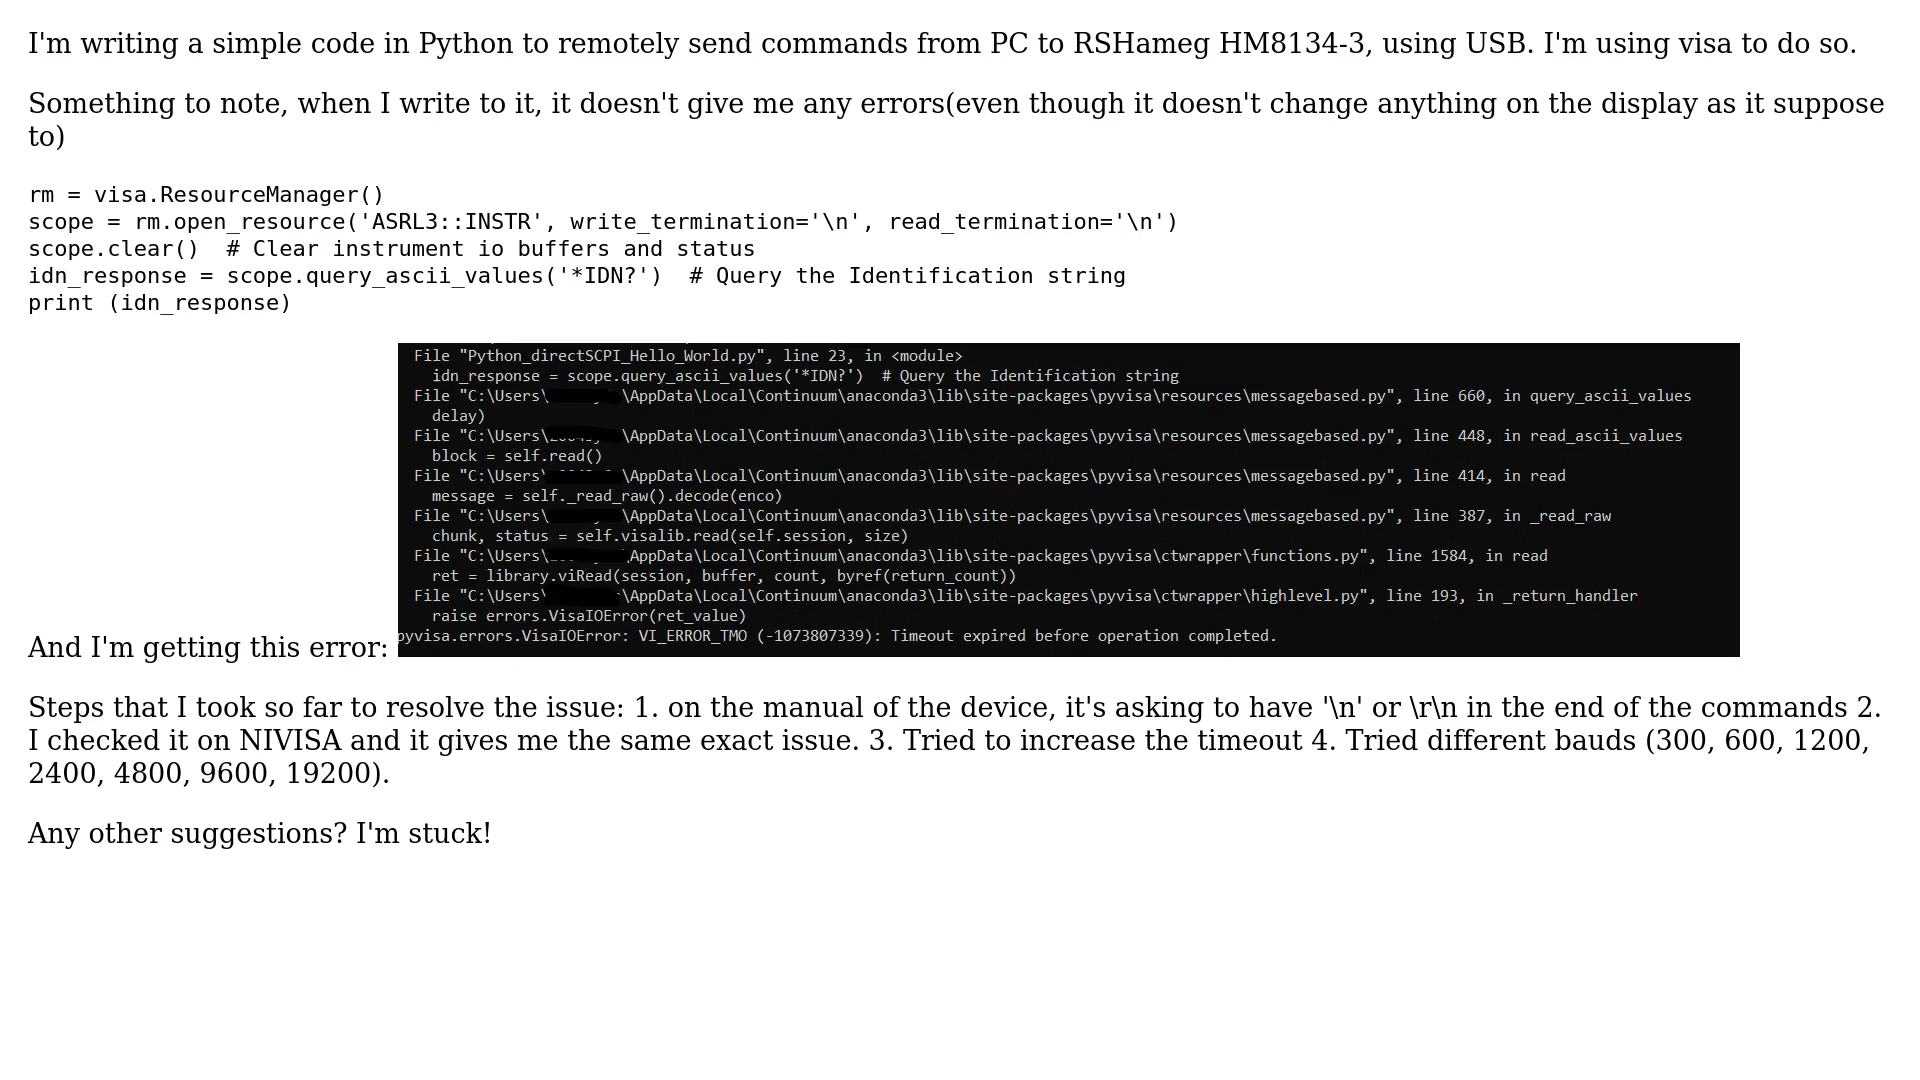 I'm writing a simple code in Python to remotely send commands from PC to RSHameg HM8134-3, using USB. I'm using visa to do so.
Something to note, when I write to it, it doesn't give me any errors(even though it doesn't change anything on the display as it suppose
to)
rm = visa.ResourceManager()
scope = rm.open_resource('ASRL3::INSTR', write_termination='\n', read_termination='\n')
scope.clear()  # Clear instrument io buffers and status
idn_response = scope.query_ascii_values('*IDN?')  # Query the Identification string
print (idn_response)
File "Python_directSCPI_Hello_World.py", line 23, in <module>
idn_response = scope.query_ascii_values('*IDN?')  # Query the Identification string
File "C:\Users\ \AppData\Local\Continuum\anaconda3\lib\site-packages\pyvisa\resources\messagebased.py", line 660, in query_ascii_values
delay)
File "C:\Users\ \AppData\Local\Continuum\anaconda3\lib\site-packages\pyvisa\resources\messagebased.py", line 448, in read_ascii_values
block = self.read()
File "C:\Users\ \AppData\Local\Continuum\anaconda3\lib\site-packages\pyvisa\resources\messagebased.py", line 414, in read
message = self._read_raw().decode(enco)
File "C:\Users\ \AppData\Local\Continuum\anaconda3\lib\site-packages\pyvisa\resources\messagebased.py", line 387, in _read_raw
chunk, status = self.visalib.read(self.session, size)
File "C:\Users\ \AppData\Local\Continuum\anaconda3\lib\site-packages\pyvisa\ctwrapper\functions.py", line 1584, in read
ret = library.viRead(session, buffer, count, byref(return_count))
File "C:\Users\ \AppData\Local\Continuum\anaconda3\lib\site-packages\pyvisa\ctwrapper\highlevel.py", line 193, in _return_handler
raise errors.VisaIOError(ret_value)
pyvisa.errors.VisaIOError: VI_ERROR_TMO (-1073807339): Timeout expired before operation completed.
And I'm getting this error:
Steps that I took so far to resolve the issue: 1. on the manual of the device, it's asking to have '\n' or \r\n in the end of the commands 2.
I checked it on NIVISA and it gives me the same exact issue. 3. Tried to increase the timeout 4. Tried different bauds (300, 600, 1200,
2400, 4800, 9600, 19200).
Any other suggestions? I'm stuck!